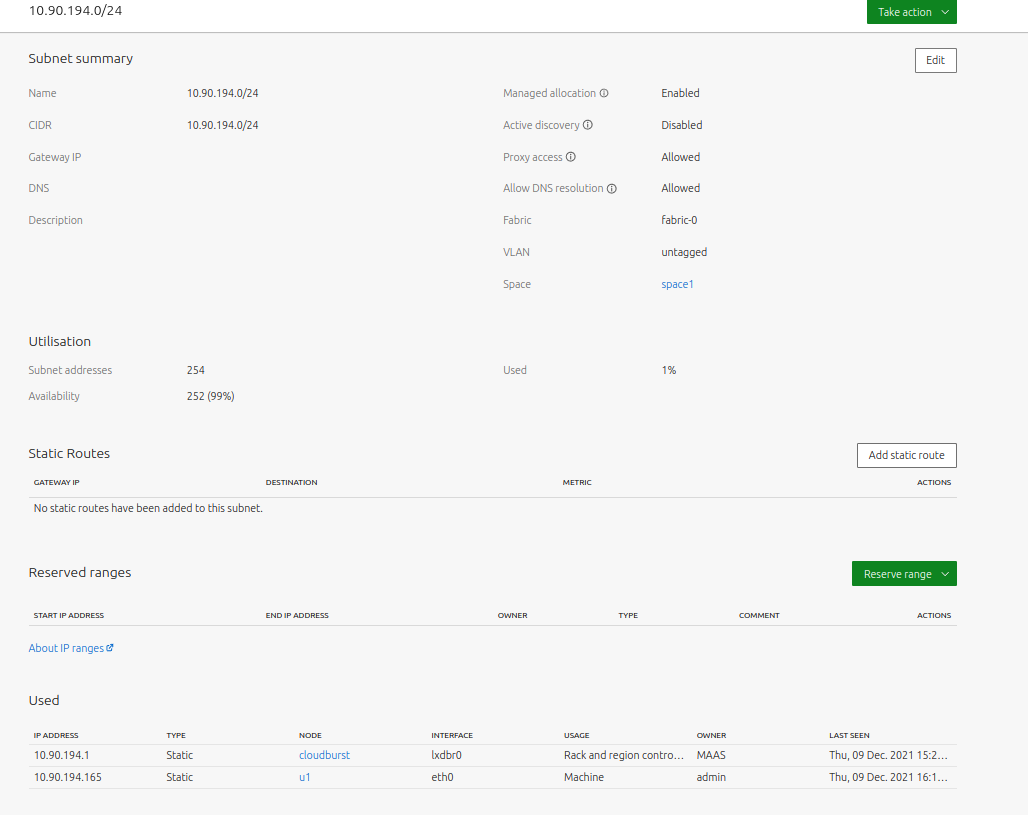 10.90.194.0/24 Take action
Subnet summary Edit
Name 10.90.194.0/24 Managed allocation Enabled
CIDR 10.90.194.0/24 Active discovery Disabled
Gateway IP Proxy access Allowed
DNS Allow DNS resolution Allowed
Description Fabric fabric-0
VLAN untagged
Space space1
Utilisation
Subnet addresses 254 Used 1%
Availability 252 (99%)
Static Routes Add static route
GATEWAY IP DESTINATION METRIC ACTIONS
No static routes have been added to this subnet.
Reserved ranges Reserve range
START IP ADDRESS END IP ADDRESS OWNER TYPE COMMENT ACTIONS
About IP ranges
Used
IP ADDRESS TYPE NODE INTERFACE USAGE OWNER LAST SEEN
10.90.194.1 Static cloudburst lxdbr0 Rack and region contro… MAAS Thu, 09 Dec. 2021 15:2…
10.90.194.165 Static u1 eth0 Machine admin Thu, 09 Dec. 2021 16:1…